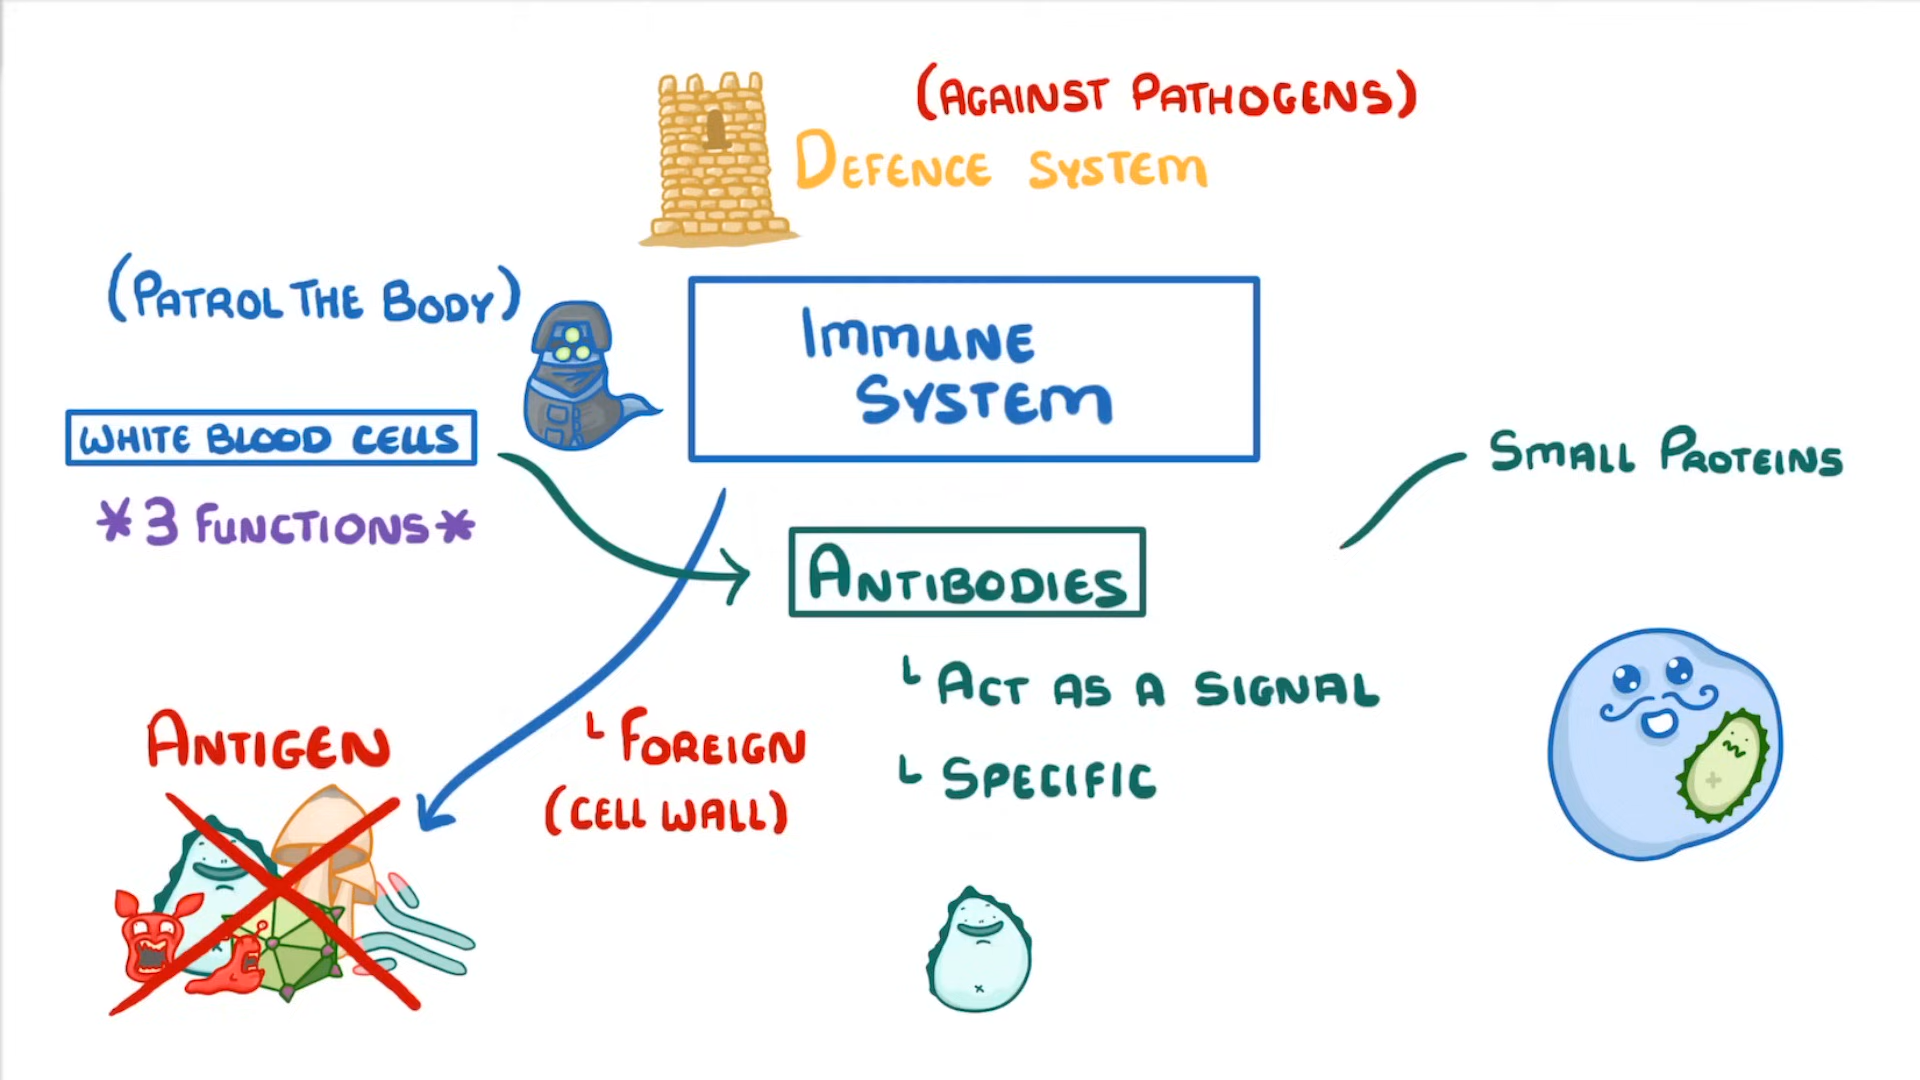 (AGAINST PATHOGENS)
DEFENCE SYSTEM
(PATROL THE BODY)
IMMUNE
SYSTEM
WHITE BLOOD CELLS
*3 FUNCTIONS*
SMALL PROTEINS
ANTIBODIES
ACT AS A SIGNAL
SPECIFIC
ANTIGEN
FOREIGN
(CELL WALL)